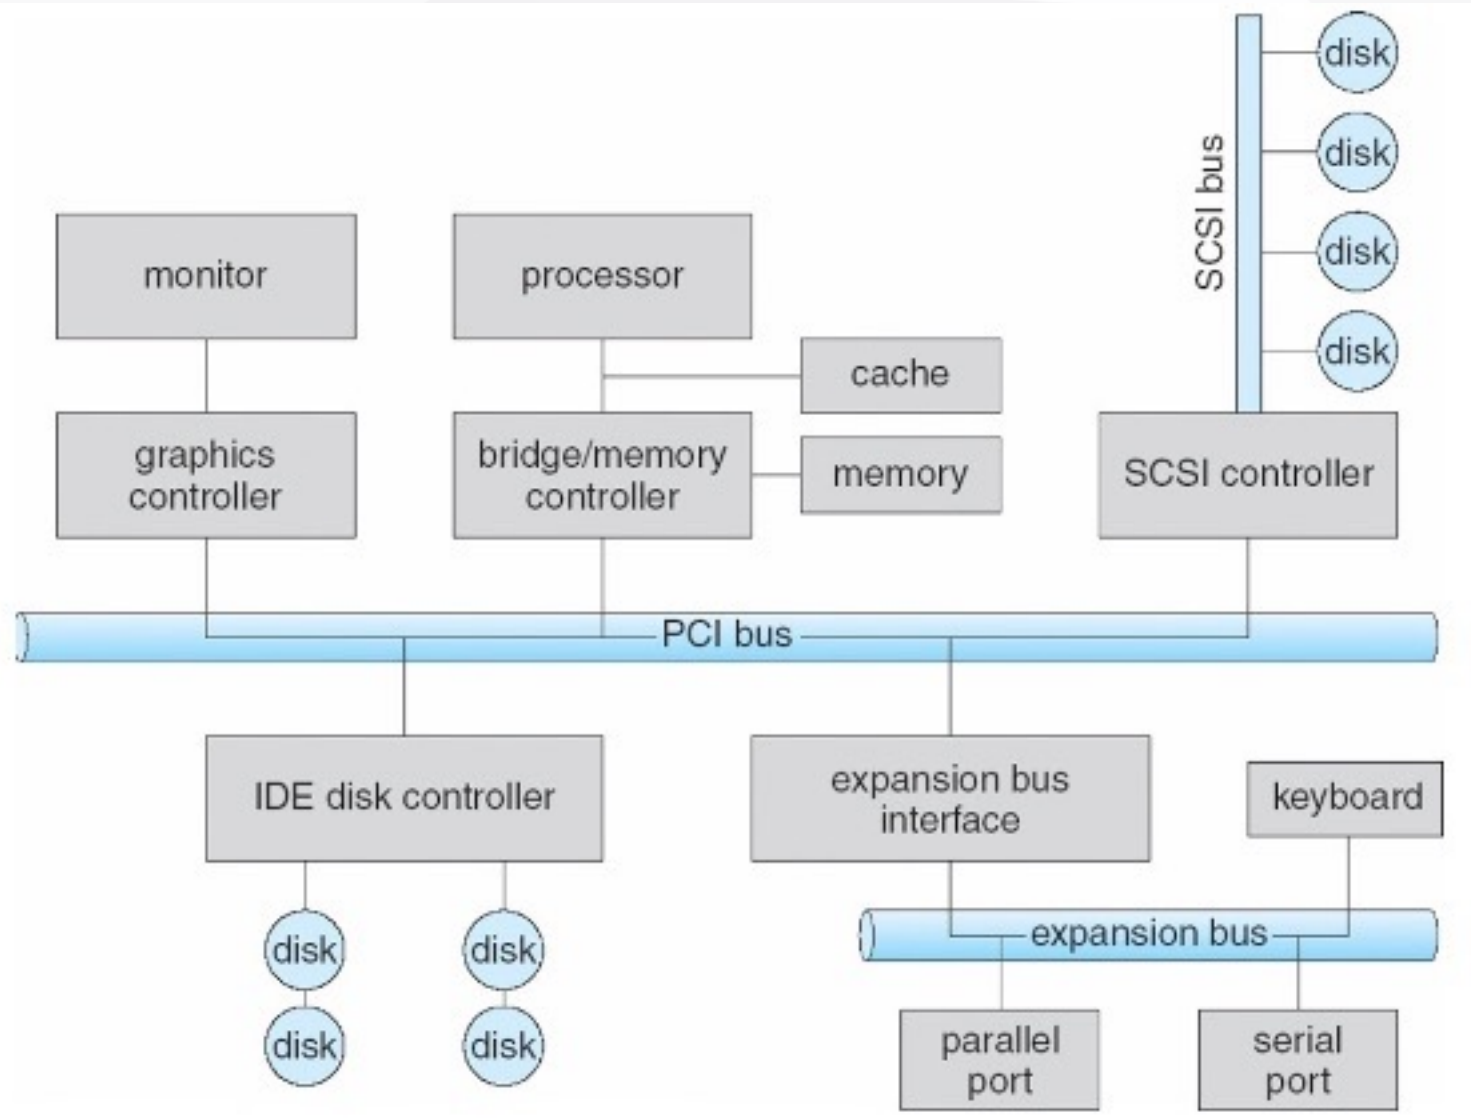 disk
disk
disk
disk
SCSI bus
monitor
processor
cache
graphics
controller
bridge/memory
controller
memory
SCSI controller
PCI bus
IDE disk controller
expansion bus
interface
keyboard
disk
disk
expansion bus
disk
disk
parallel
port
serial
port